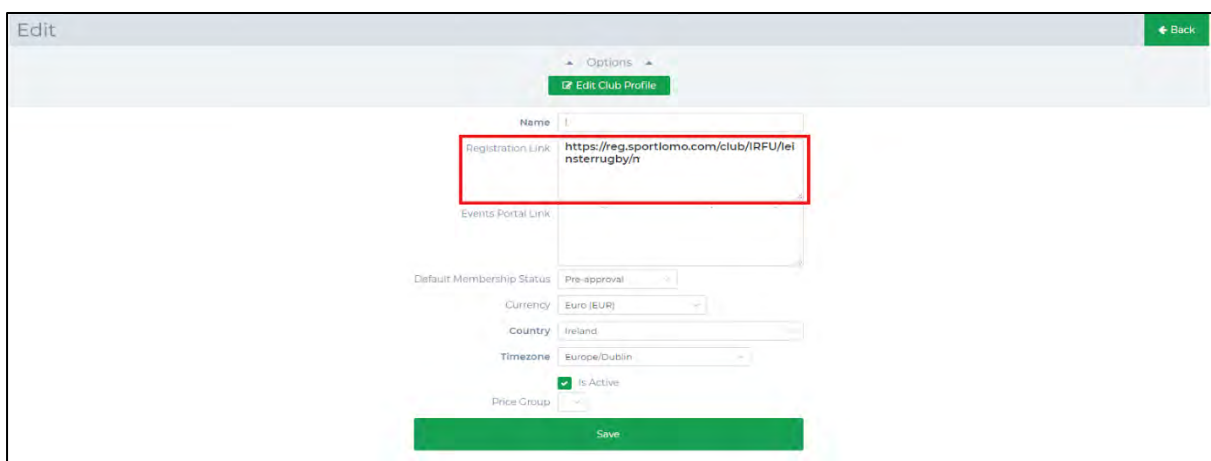 Edit
Back
Options
Edit Club Profile
Name
Registration Link
https://reg.sportlomo.com/club/IRFU/lei
nsterrugby/m
Events Portal Link
Default Membership Status Pre-approval
Currency Euro (EUR)
Country Ireland
Timezone Europe/Dublin
Is Active
Price Group
Save